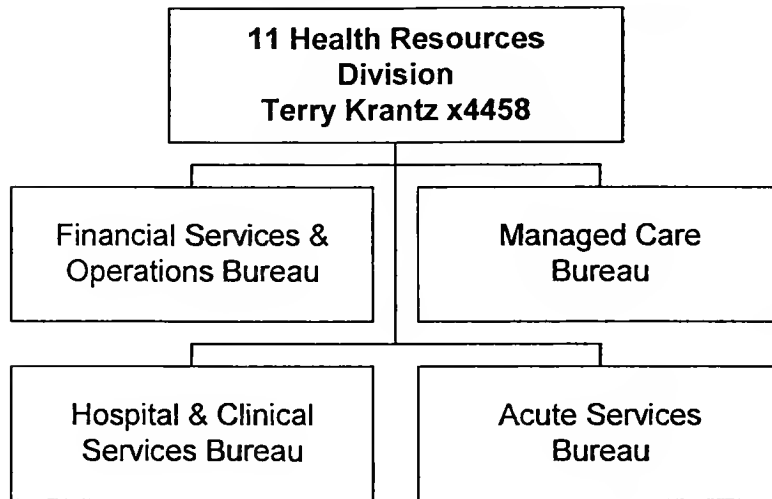 11 Health Resources
Division
Terry Krantz x4458
Financial Services &
Operations Bureau
Managed Care
Bureau
Hospital & Clinical
Services Bureau
Acute Services
Bureau